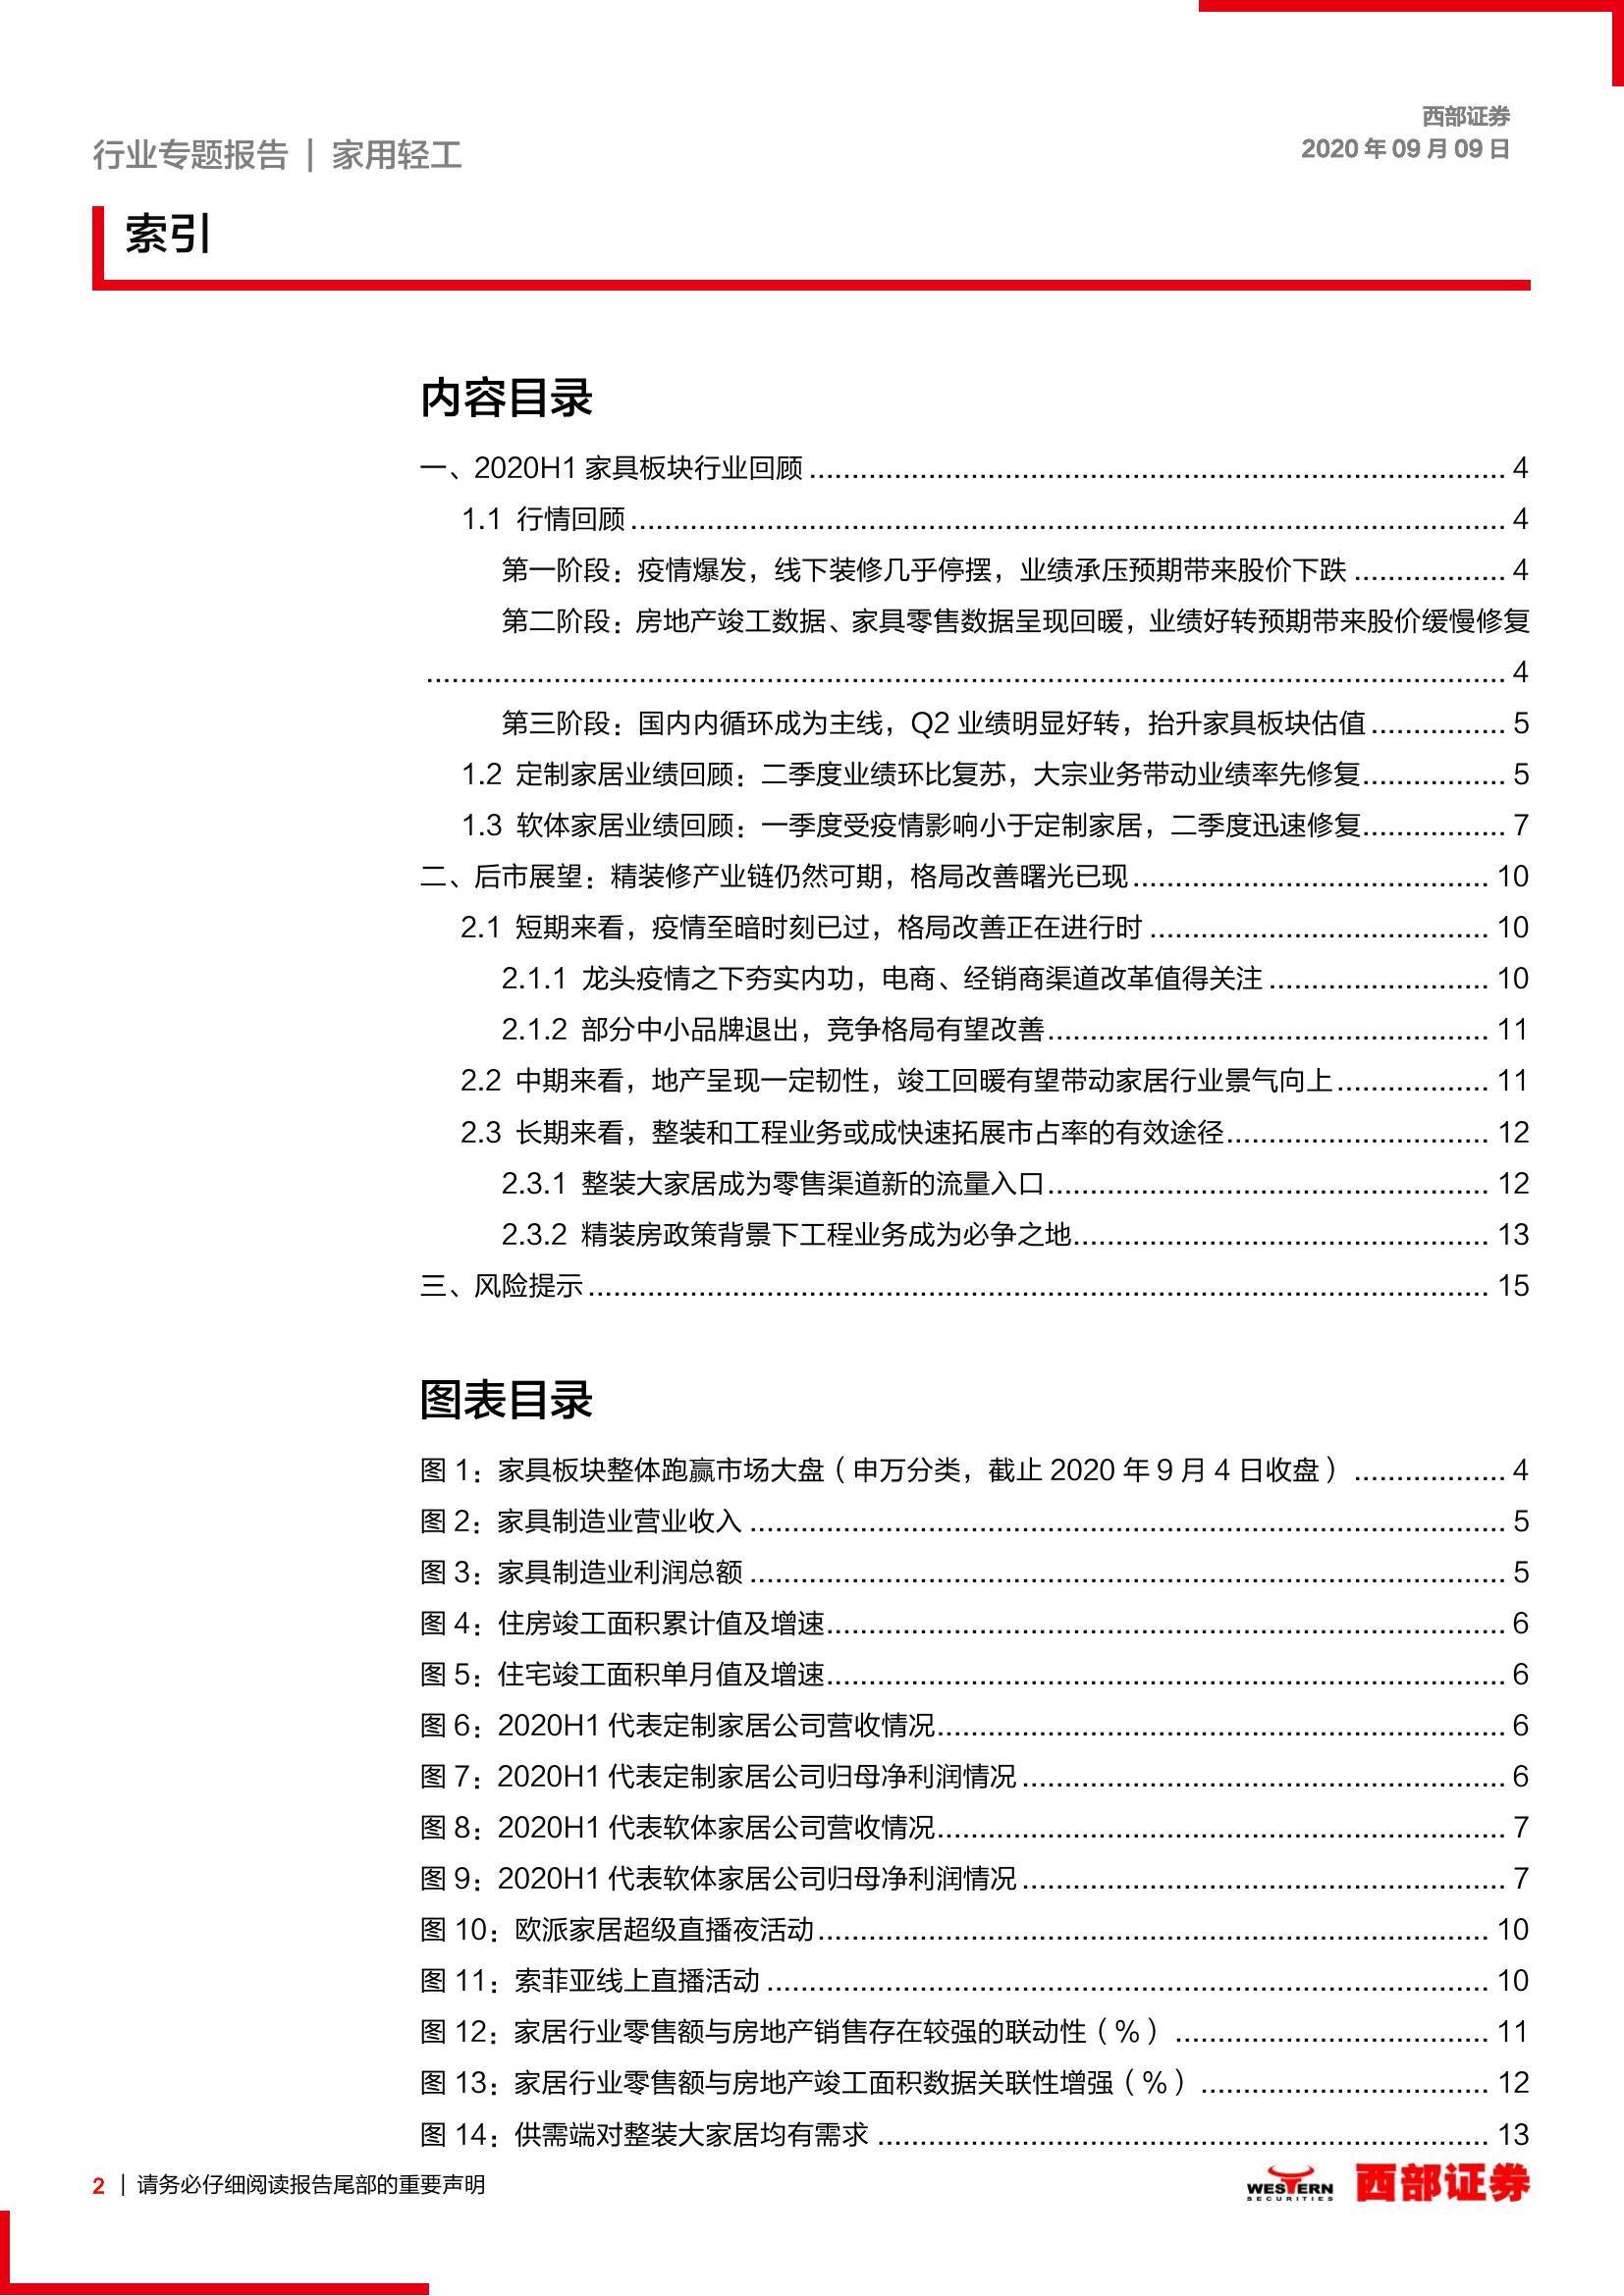 西部证券
行业专题报告 | 家用轻工
2020 年 09 月 09 日
索引
内容目录
一、2020H1 家具板块行业回顾 ................ 4
1.1 行情回顾 ................ 4
第一阶段：疫情爆发，线下装修几乎停摆，业绩承压预期带来股价下跌 ................ 4
第二阶段：房地产竣工数据、家具零售数据呈现回暖，业绩好转预期带来股价缓慢修复
................ 4
第三阶段：国内内循环成为主线，Q2 业绩明显好转，抬升家具板块估值 ................ 5
1.2 定制家居业绩回顾：二季度业绩环比复苏，大宗业务带动业绩率先修复................ 5
1.3 软体家居业绩回顾：一季度受疫情影响小于定制家居，二季度迅速修复................ 7
二、后市展望：精装修产业链仍然可期，格局改善曙光已现 ................ 10
2.1 短期来看，疫情至暗时刻已过，格局改善正在进行时 ................ 10
2.1.1 龙头疫情之下夯实内功，电商、经销商渠道改革值得关注 ................ 10
2.1.2 部分中小品牌退出，竞争格局有望改善................ 11
2.2 中期来看，地产呈现一定韧性，竣工回暖有望带动家居行业景气向上 ................ 11
2.3 长期来看，整装和工程业务或成快速拓展市占率的有效途径................ 12
2.3.1 整装大家居成为零售渠道新的流量入口................ 12
2.3.2 精装房政策背景下工程业务成为必争之地................ 13
三、风险提示 ................ 15
图表目录
图 1：家具板块整体跑赢市场大盘（申万分类，截止 2020 年 9 月 4 日收盘） ................ 4
图 2：家具制造业营业收入 ................ 5
图 3：家具制造业利润总额 ................ 5
图 4：住房竣工面积累计值及增速................ 6
图 5：住宅竣工面积单月值及增速................ 6
图 6：2020H1 代表定制家居公司营收情况................ 6
图 7：2020H1 代表定制家居公司归母净利润情况 ................ 6
图 8：2020H1 代表软体家居公司营收情况................ 7
图 9：2020H1 代表软体家居公司归母净利润情况 ................ 7
图 10：欧派家居超级直播夜活动................ 10
图 11：索菲亚线上直播活动 ................ 10
图 12：家居行业零售额与房地产销售存在较强的联动性（%） ................ 11
图 13：家居行业零售额与房地产竣工面积数据关联性增强（%）................ 12
图 14：供需端对整装大家居均有需求 ................ 13
2 | 请务必仔细阅读报告尾部的重要声明
WESTERN
SECURITIES
西部证券